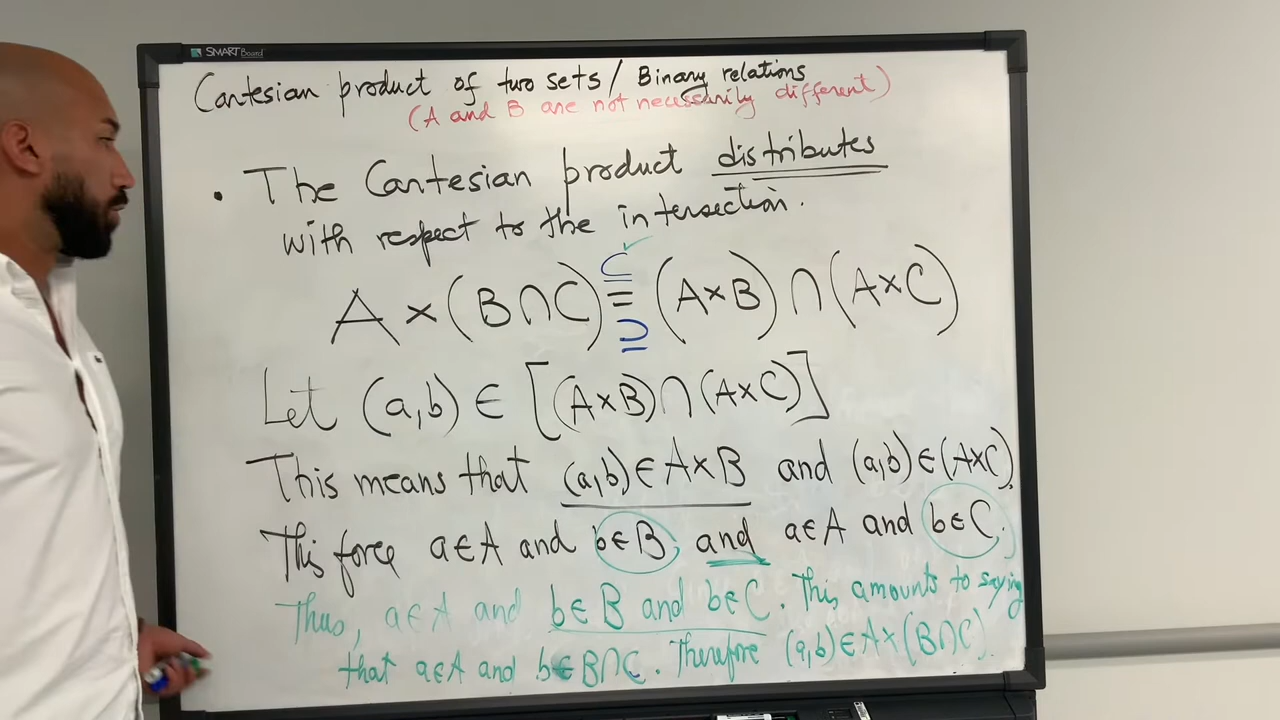 SMART Board
Cartesian product of two sets / Binary relations
(A and B are not necessarily different)
• The Cartesian product distributes
with respect to the intersection.
⊆
A × (B∩C) = (A×B) ∩ (A×C)
⊇
Let (a,b) ∈ [(A×B)∩(A×C)]
This means that (a,b) ∈ A×B and (a,b) ∈ (A×C).
This force a∈A and b∈B, and a∈A and b∈C.
Thus, a∈A and b∈B and b∈C. This amounts to saying
that a∈A and b∈B∩C. Therefore (a,b)∈A×(B∩C).